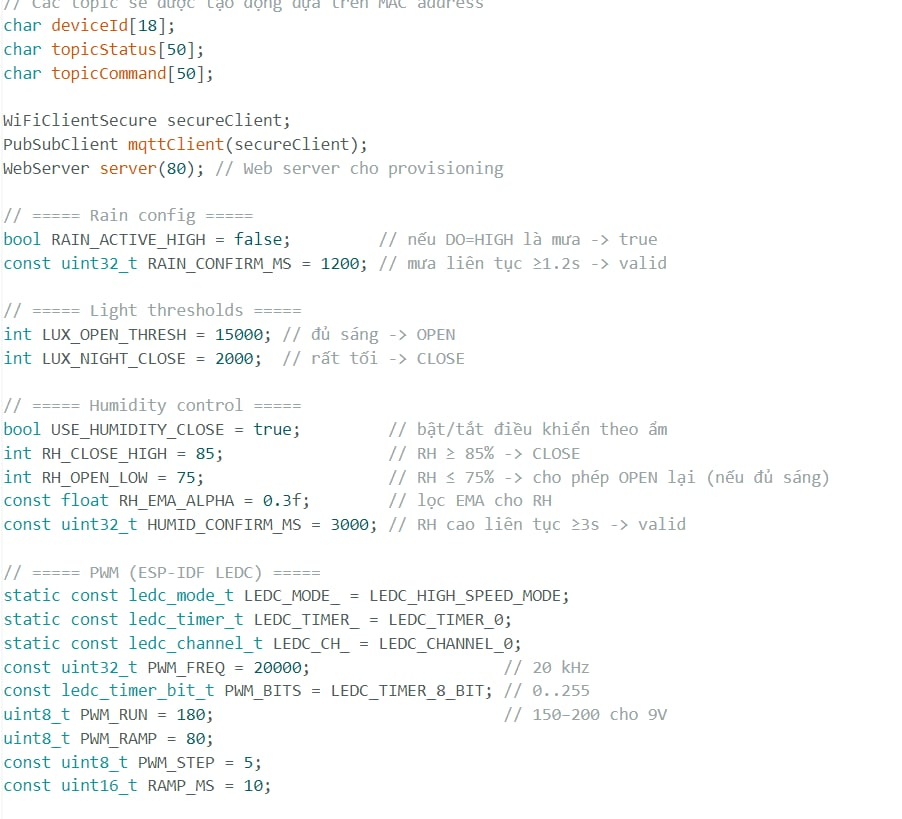 // Các topic sẽ được tạo động dựa trên MAC address
char deviceId[18];
char topicStatus[50];
char topicCommand[50];
WiFiClientSecure secureClient;
PubSubClient mqttClient(secureClient);
WebServer server(80); // Web server cho provisioning
// ===== Rain config =====
bool RAIN_ACTIVE_HIGH = false; // nếu DO=HIGH là mưa -> true
const uint32_t RAIN_CONFIRM_MS = 1200; // mưa liên tục ≥1.2s -> valid
// ===== Light thresholds =====
int LUX_OPEN_THRESH = 15000; // đủ sáng -> OPEN
int LUX_NIGHT_CLOSE = 2000; // rất tối -> CLOSE
// ===== Humidity control =====
bool USE_HUMIDITY_CLOSE = true; // bật/tắt điều khiển theo ẩm
int RH_CLOSE_HIGH = 85; // RH ≥ 85% -> CLOSE
int RH_OPEN_LOW = 75; // RH ≤ 75% -> cho phép OPEN lại (nếu đủ sáng)
const float RH_EMA_ALPHA = 0.3f; // lọc EMA cho RH
const uint32_t HUMID_CONFIRM_MS = 3000; // RH cao liên tục ≥3s -> valid
// ===== PWM (ESP-IDF LEDC) =====
static const ledc_mode_t LEDC_MODE_ = LEDC_HIGH_SPEED_MODE;
static const ledc_timer_t LEDC_TIMER_ = LEDC_TIMER_0;
static const ledc_channel_t LEDC_CH_ = LEDC_CHANNEL_0;
const uint32_t PWM_FREQ = 20000; // 20 kHz
const ledc_timer_bit_t PWM_BITS = LEDC_TIMER_8_BIT; // 0..255
uint8_t PWM_RUN = 180; // 150–200 cho 9V
uint8_t PWM_RAMP = 80;
const uint8_t PWM_STEP = 5;
const uint16_t RAMP_MS = 10;